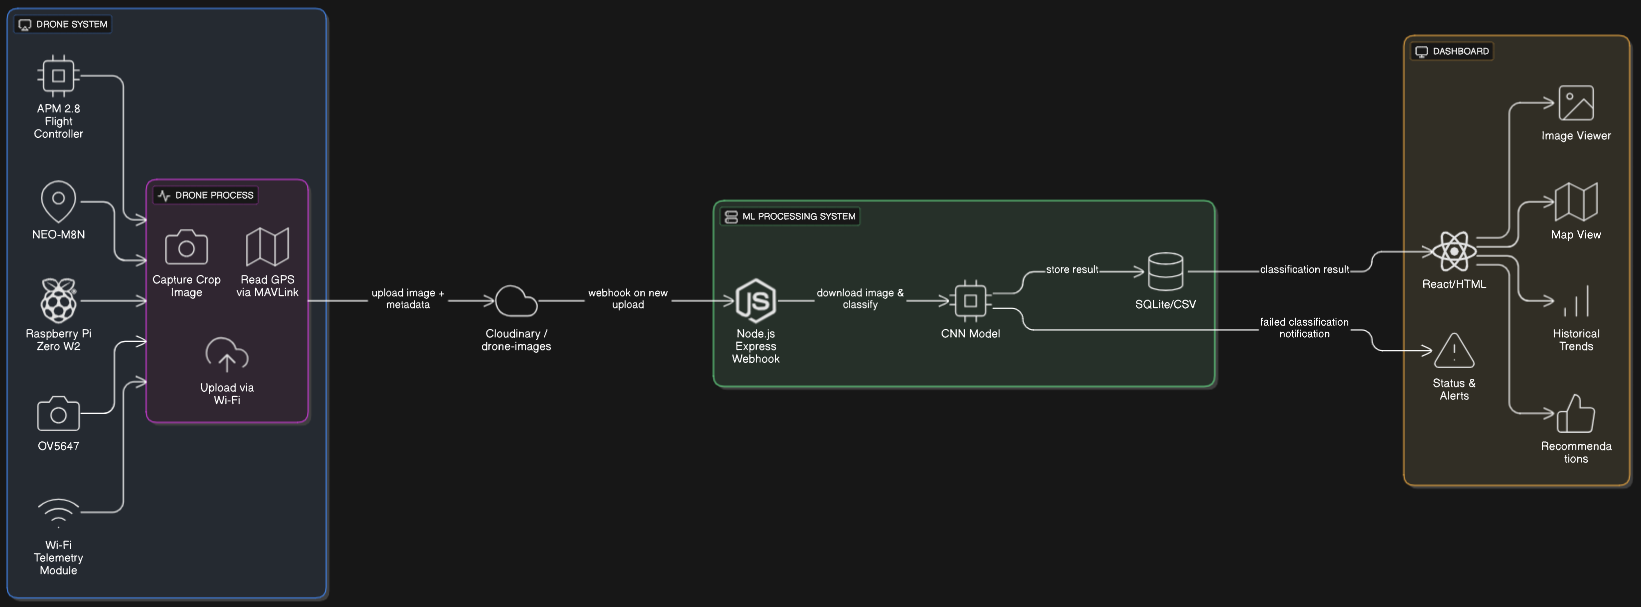 DRONE SYSTEM
APM 2.8
Flight
Controller
NEO-M8N
Raspberry Pi
Zero W2
OV5647
Wi-Fi
Telemetry
Module
DRONE PROCESS
Capture Crop
Image
Read GPS
via MAVLink
Upload via
Wi-Fi
upload image +
metadata
Cloudinary /
drone-images
webhook on new
upload
ML PROCESSING SYSTEM
JS
Node.js
Express
Webhook
download image &
classify
CNN Model
store result
SQLite/CSV
classification result
failed classification
notification
DASHBOARD
React/HTML
Status &
Alerts
Image Viewer
Map View
Historical
Trends
Recommenda
tions